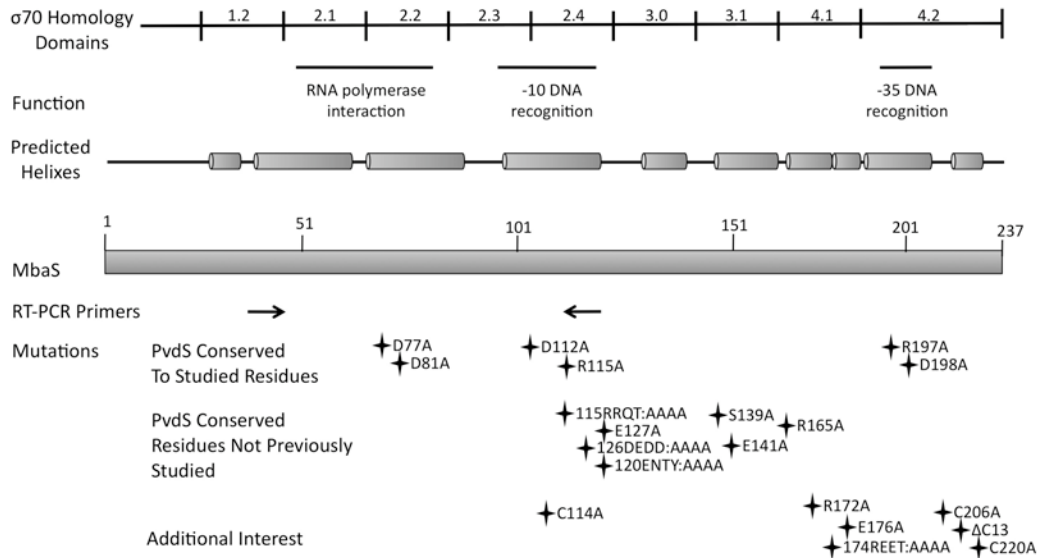 σ70 Homology Domains
1.2 2.1 2.2 2.3 2.4 3.0 3.1 4.1 4.2
Function
RNA polymerase interaction
-10 DNA recognition
-35 DNA recognition
Predicted Helixes
1 51 101 151 201 237
MbaS
RT-PCR Primers
Mutations
PvdS Conserved To Studied Residues
D77A
D81A
D112A
R115A
R197A
D198A
PvdS Conserved Residues Not Previously Studied
115RRQT:AAAA
E127A
126DEDD:AAAA
120ENTY:AAAA
S139A
E141A
R165A
Additional Interest
C114A
R172A
E176A
174REET:AAAA
C206A
ΔC13
C220A